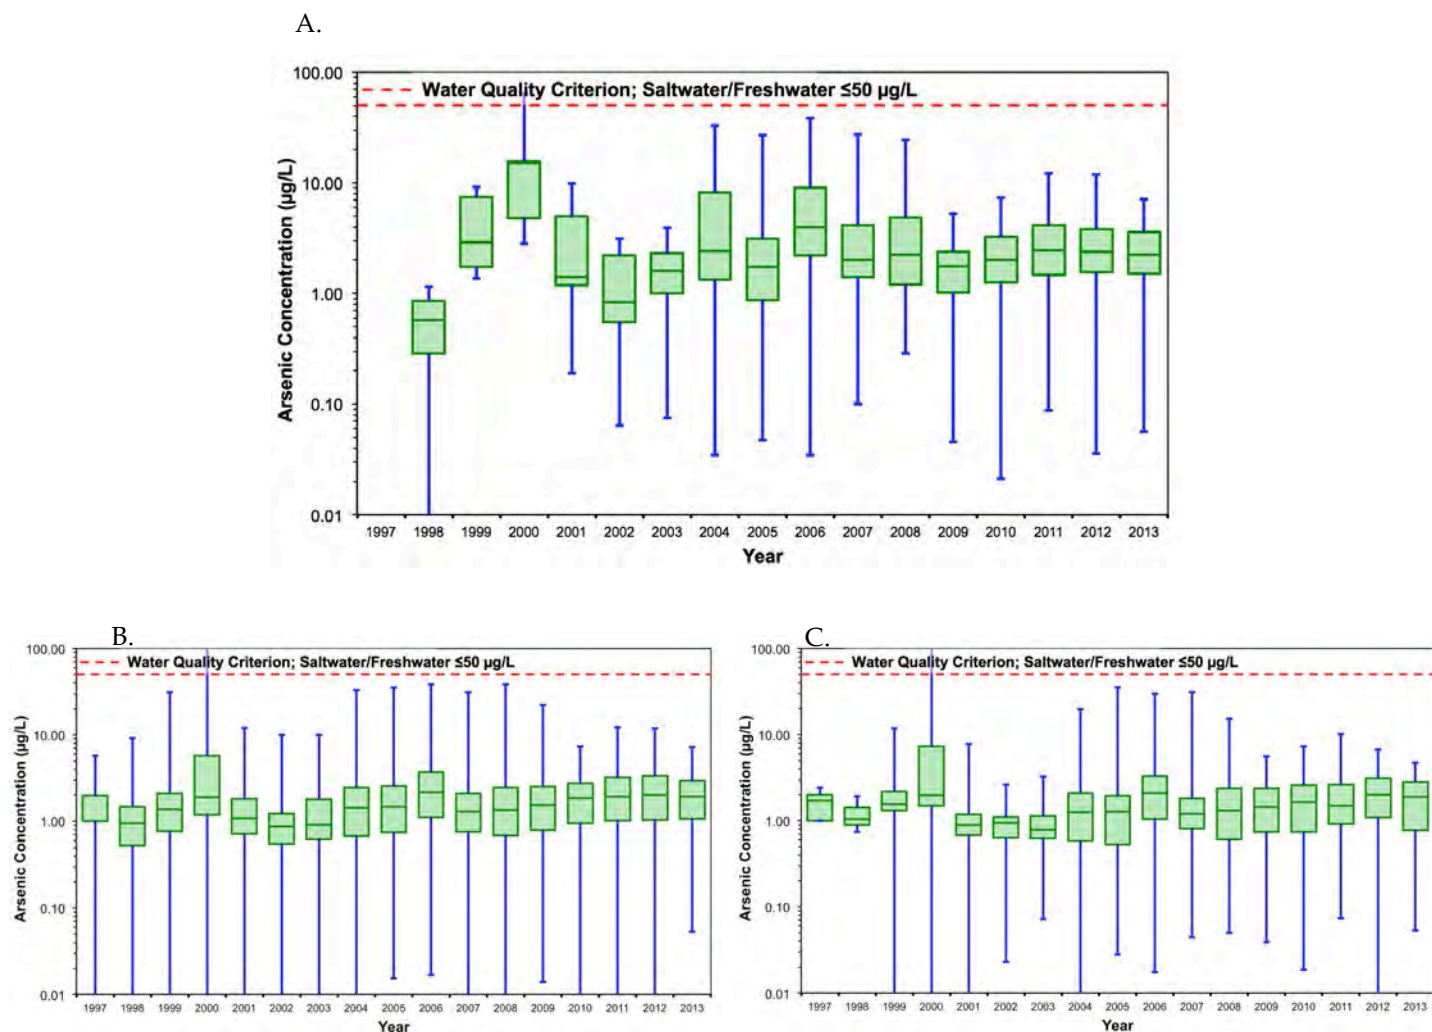 A.
100.00
Water Quality Criterion; Saltwater/Freshwater ≤50 µg/L
10.00
1.00
0.10
0.01
Arsenic Concentration (µg/L)
1997 1998 1999 2000 2001 2002 2003 2004 2005 2006 2007 2008 2009 2010 2011 2012 2013
Year
B.
100.00
Water Quality Criterion; Saltwater/Freshwater ≤50 µg/L
10.00
1.00
0.10
0.01
Arsenic Concentration (µg/L)
1997 1998 1999 2000 2001 2002 2003 2004 2005 2006 2007 2008 2009 2010 2011 2012 2013
Year
C.
100.00
Water Quality Criterion; Saltwater/Freshwater ≤50 µg/L
10.00
1.00
0.10
0.01
Arsenic Concentration (µg/L)
1997 1998 1999 2000 2001 2002 2003 2004 2005 2006 2007 2008 2009 2010 2011 2012 2013
Year